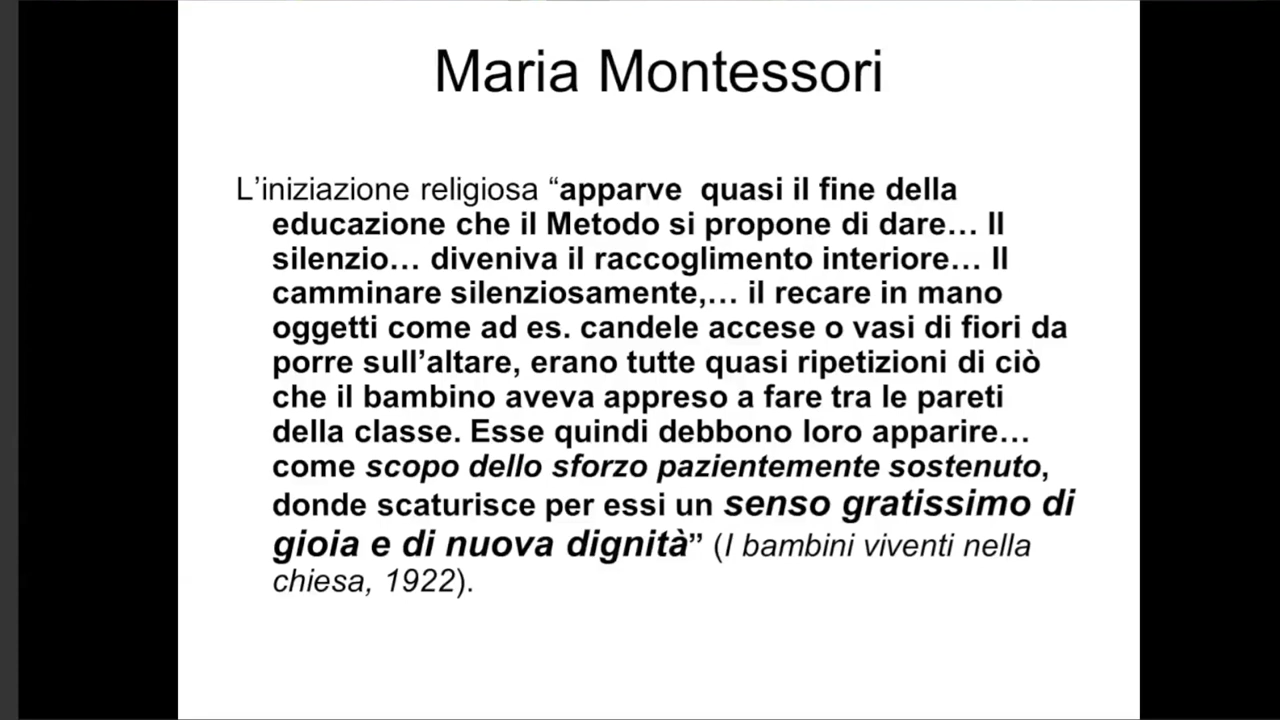 Maria Montessori
L’iniziazione religiosa “apparve  quasi il fine della
educazione che il Metodo si propone di dare… Il
silenzio… diveniva il raccoglimento interiore… Il
camminare silenziosamente,… il recare in mano
oggetti come ad es. candele accese o vasi di fiori da
porre sull’altare, erano tutte quasi ripetizioni di ciò
che il bambino aveva appreso a fare tra le pareti
della classe. Esse quindi debbono loro apparire…
come scopo dello sforzo pazientemente sostenuto,
donde scaturisce per essi un senso gratissimo di
gioia e di nuova dignità” (I bambini viventi nella
chiesa, 1922).